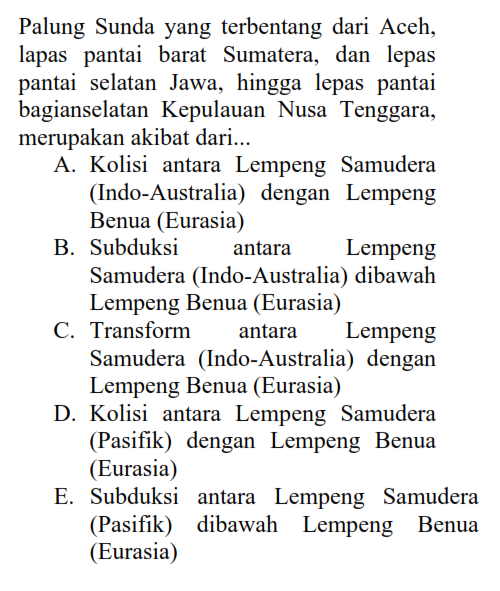 Palung Sunda yang terbentang dari Aceh,
lapas pantai barat Sumatera, dan lepas
pantai selatan Jawa, hingga lepas pantai
bagianselatan Kepulauan Nusa Tenggara,
merupakan akibat dari...
A. Kolisi antara Lempeng Samudera
(Indo-Australia) dengan Lempeng
Benua (Eurasia)
B. Subduksi antara Lempeng
Samudera (Indo-Australia) dibawah
Lempeng Benua (Eurasia)
C. Transform antara Lempeng
Samudera (Indo-Australia) dengan
Lempeng Benua (Eurasia)
D. Kolisi antara Lempeng Samudera
(Pasifik) dengan Lempeng Benua
(Eurasia)
E. Subduksi antara Lempeng Samudera
(Pasifik) dibawah Lempeng Benua
(Eurasia)